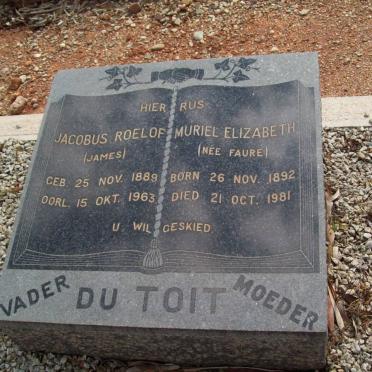 HIER RUS
JACOBUS ROELOF MURIEL ELIZABETH
(JAMES) (NÉE FAURE)
GEB. 25 NOV. 1889 BORN 26 NOV. 1892
OORL. 15 OKT. 1963 DIED 21 OCT. 1981
U WIL GESKIED.
VADER DU TOIT MOEDER